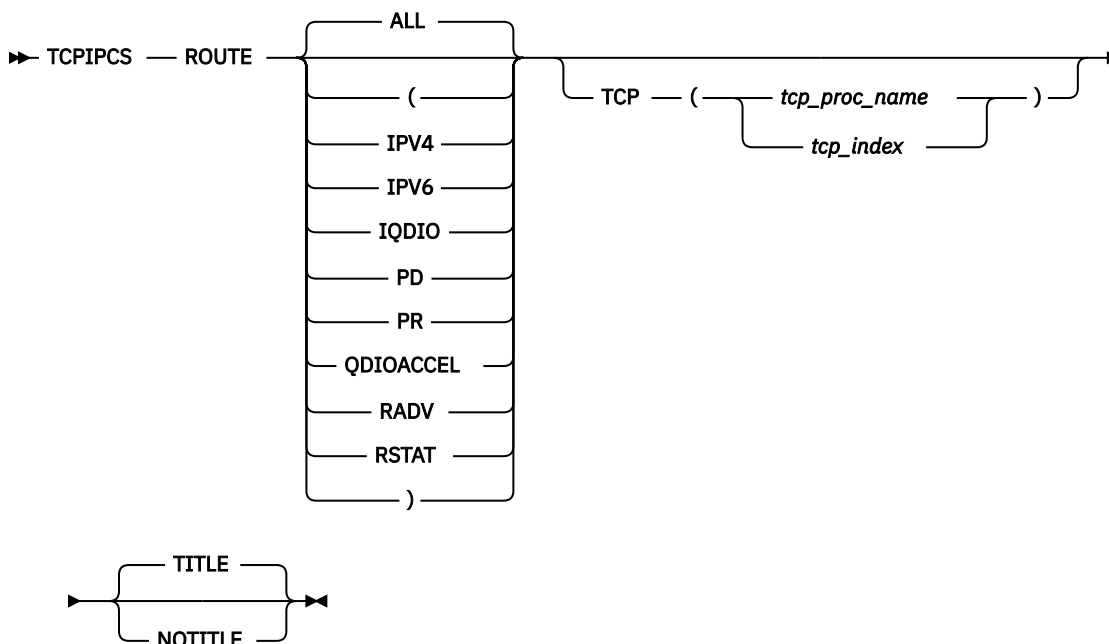 ALL
TCPIPCS ROUTE
(
TCP ( tcp_proc_name )
IPV4
tcp_index
IPV6
IQDIO
PD
PR
QDIOACCEL
RADV
RSTAT
)
TITLE
NOTITLE